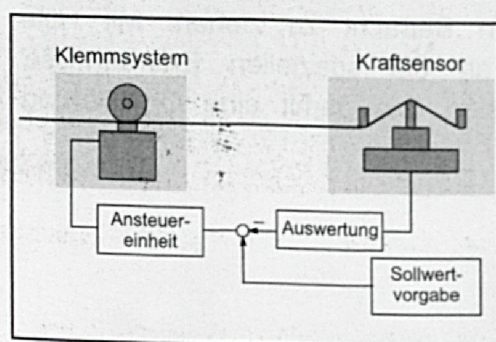 Klemmsystem
Kraftsensor
Ansteuer-
einheit
Auswertung
Sollwert-
vorgabe